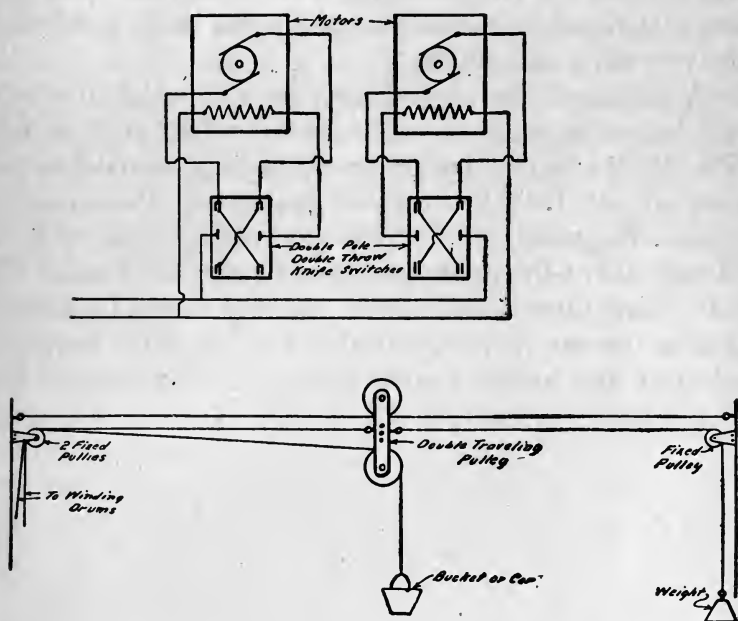 Motors
Double Pole
Double Throw
Knife Switches
2 Fixed
Pullies
Double Traveling
Pulley
Fixed
Pulley
To Winding
Drums
Bucket or Car.
Weight